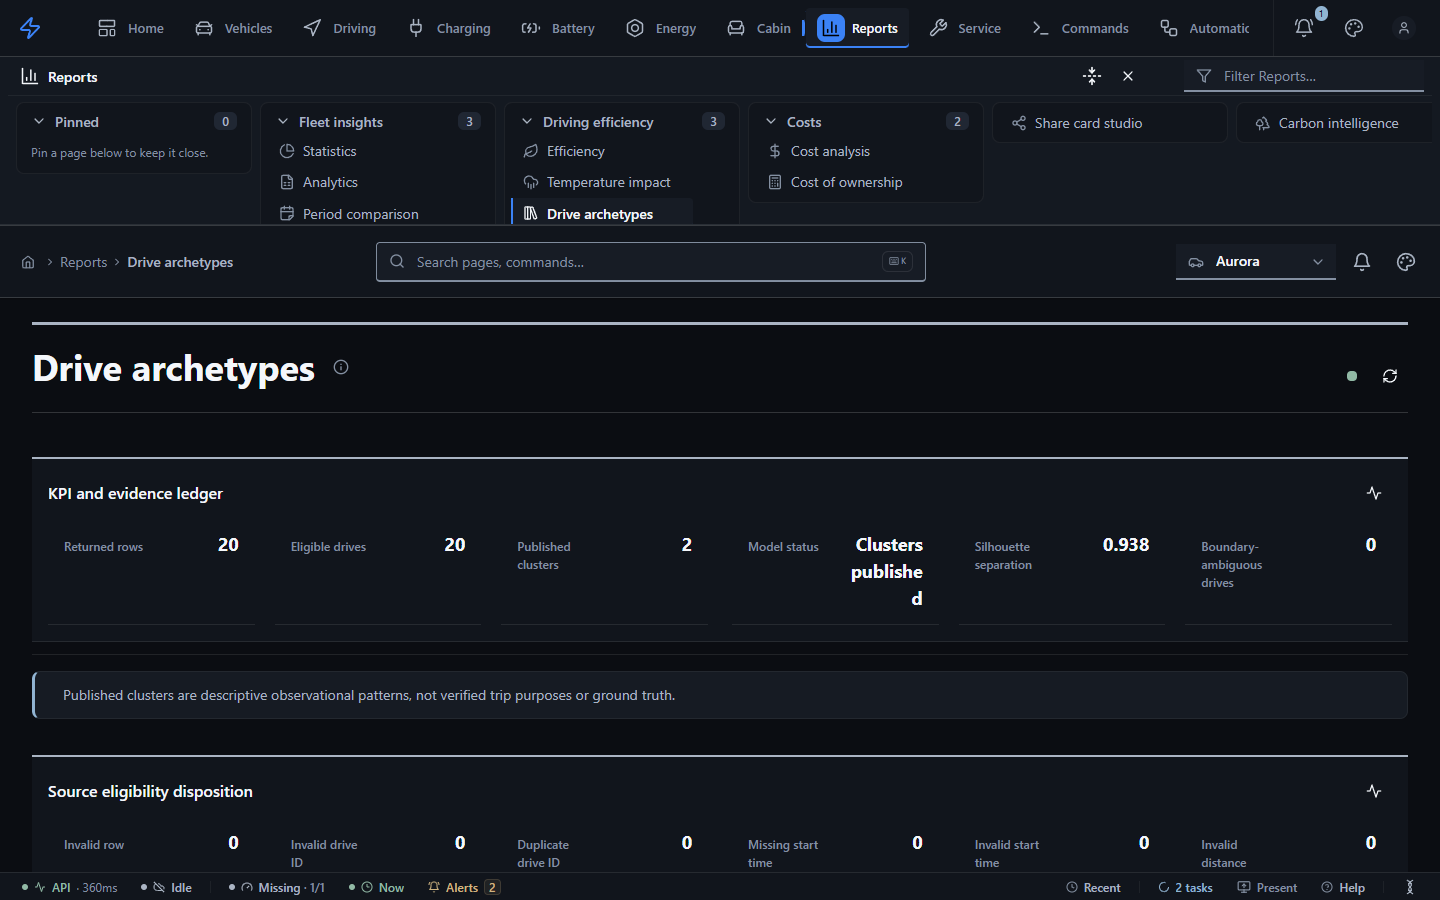 Home Vehicles Driving Charging Battery Energy Cabin Reports Service Commands Automatic 1
Reports Filter Reports...
Pinned 0 Fleet insights 3 Driving efficiency 3 Costs 2 Share card studio Carbon intelligence
Pin a page below to keep it close. Statistics Efficiency Cost analysis
Analytics Temperature impact Cost of ownership
Period comparison Drive archetypes
Reports Drive archetypes Search pages, commands... K Aurora
Drive archetypes
KPI and evidence ledger
Returned rows 20 Eligible drives 20 Published 2 Model status Clusters Silhouette 0.938 Boundary- 0
clusters publishe separation ambiguous
d drives
Published clusters are descriptive observational patterns, not verified trip purposes or ground truth.
Source eligibility disposition
Invalid row 0 Invalid drive 0 Duplicate 0 Missing start 0 Invalid start 0 Invalid 0
ID drive ID time time distance
API · 360ms Idle Missing · 1/1 Now Alerts 2 Recent 2 tasks Present Help